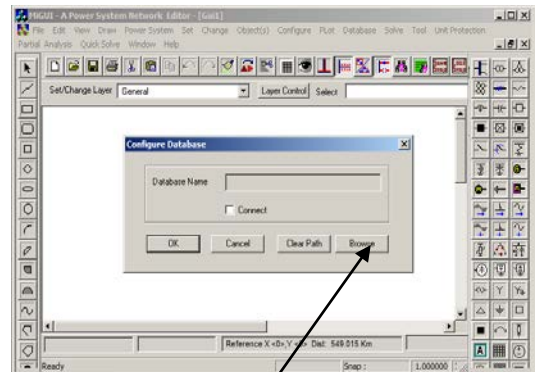 MiGUI - A Power System Network Editor - [Gui1]
File Edit View Draw Power System Set Change Object(s) Configure Plot Database Solve Tool Unit Protection
Partial Analysis Quick Solve Window Help
Set/Change Layer General Layer Control Select
Configure Database
Database Name
Connect
OK Cancel Clear Path Browse
Reference X <0>,Y <0> Dist: 549.015 Km
Ready Snap : 1.000000